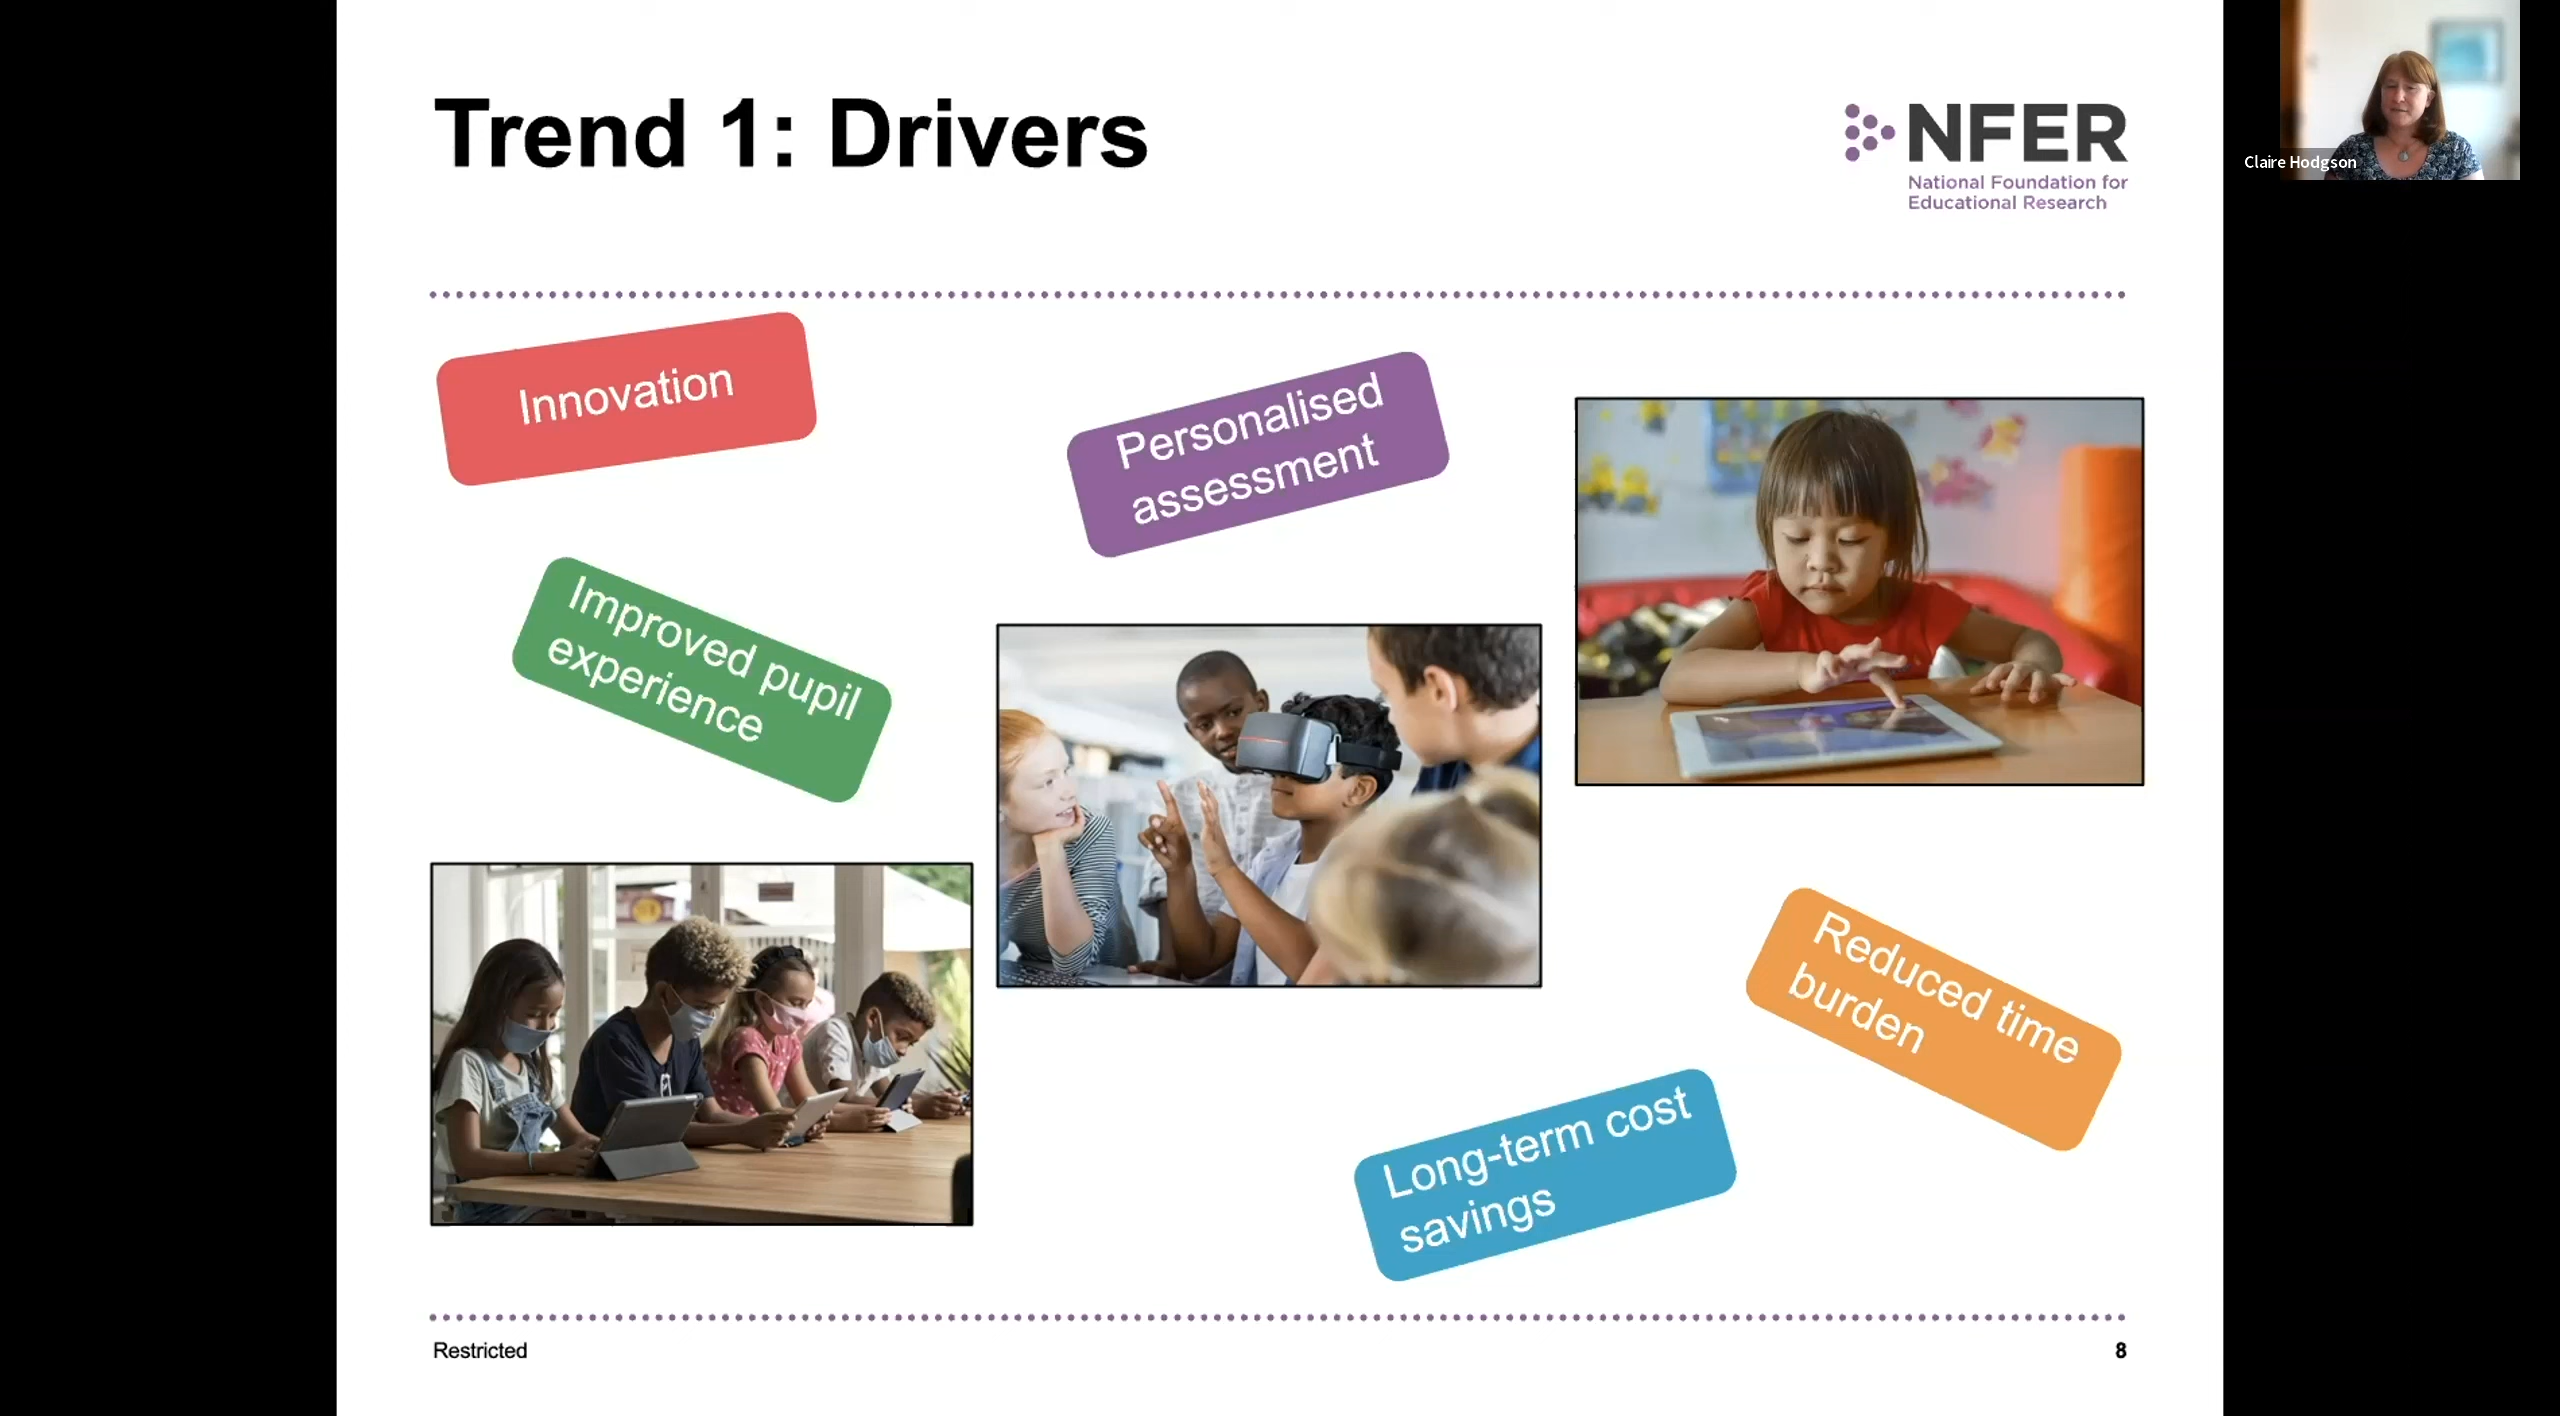 Trend 1: Drivers
NFER
National Foundation for
Educational Research
Claire Hodgson
Innovation
Personalised
assessment
Improved pupil
experience
Reduced time
burden
Long-term cost
savings
Restricted
8